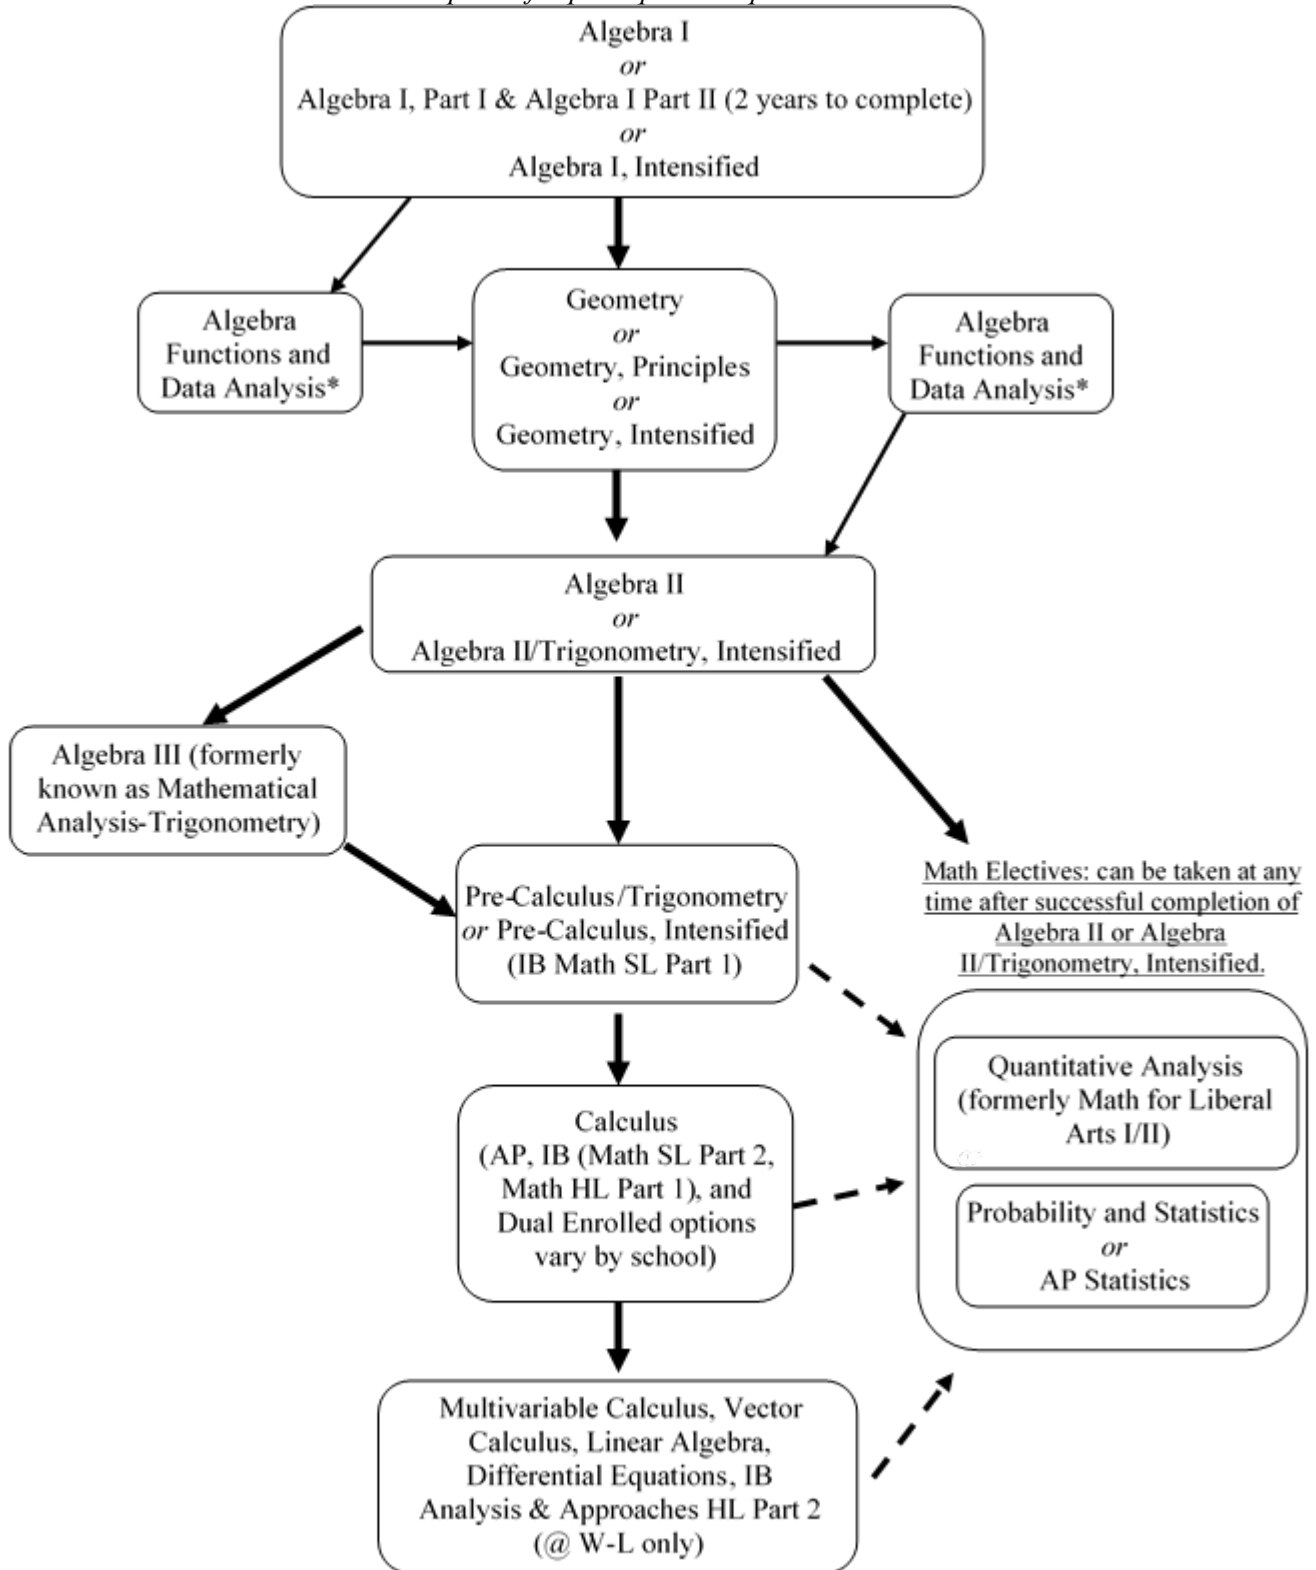 Algebra I
or
Algebra I, Part I & Algebra I Part II (2 years to complete)
or
Algebra I, Intensified
Algebra
Functions and
Data Analysis*
Geometry
or
Geometry, Principles
or
Geometry, Intensified
Algebra
Functions and
Data Analysis*
Algebra II
or
Algebra II/Trigonometry, Intensified
Algebra III (formerly
known as Mathematical
Analysis-Trigonometry)
Pre-Calculus/Trigonometry
or Pre-Calculus, Intensified
(IB Math SL Part 1)
Math Electives: can be taken at any
time after successful completion of
Algebra II or Algebra
II/Trigonometry, Intensified.
Quantitative Analysis
(formerly Math for Liberal
Arts I/II)
Probability and Statistics
or
AP Statistics
Calculus
(AP, IB (Math SL Part 2,
Math HL Part 1), and
Dual Enrolled options
vary by school)
Multivariable Calculus, Vector
Calculus, Linear Algebra,
Differential Equations, IB
Analysis & Approaches HL Part 2
(@ W-L only)